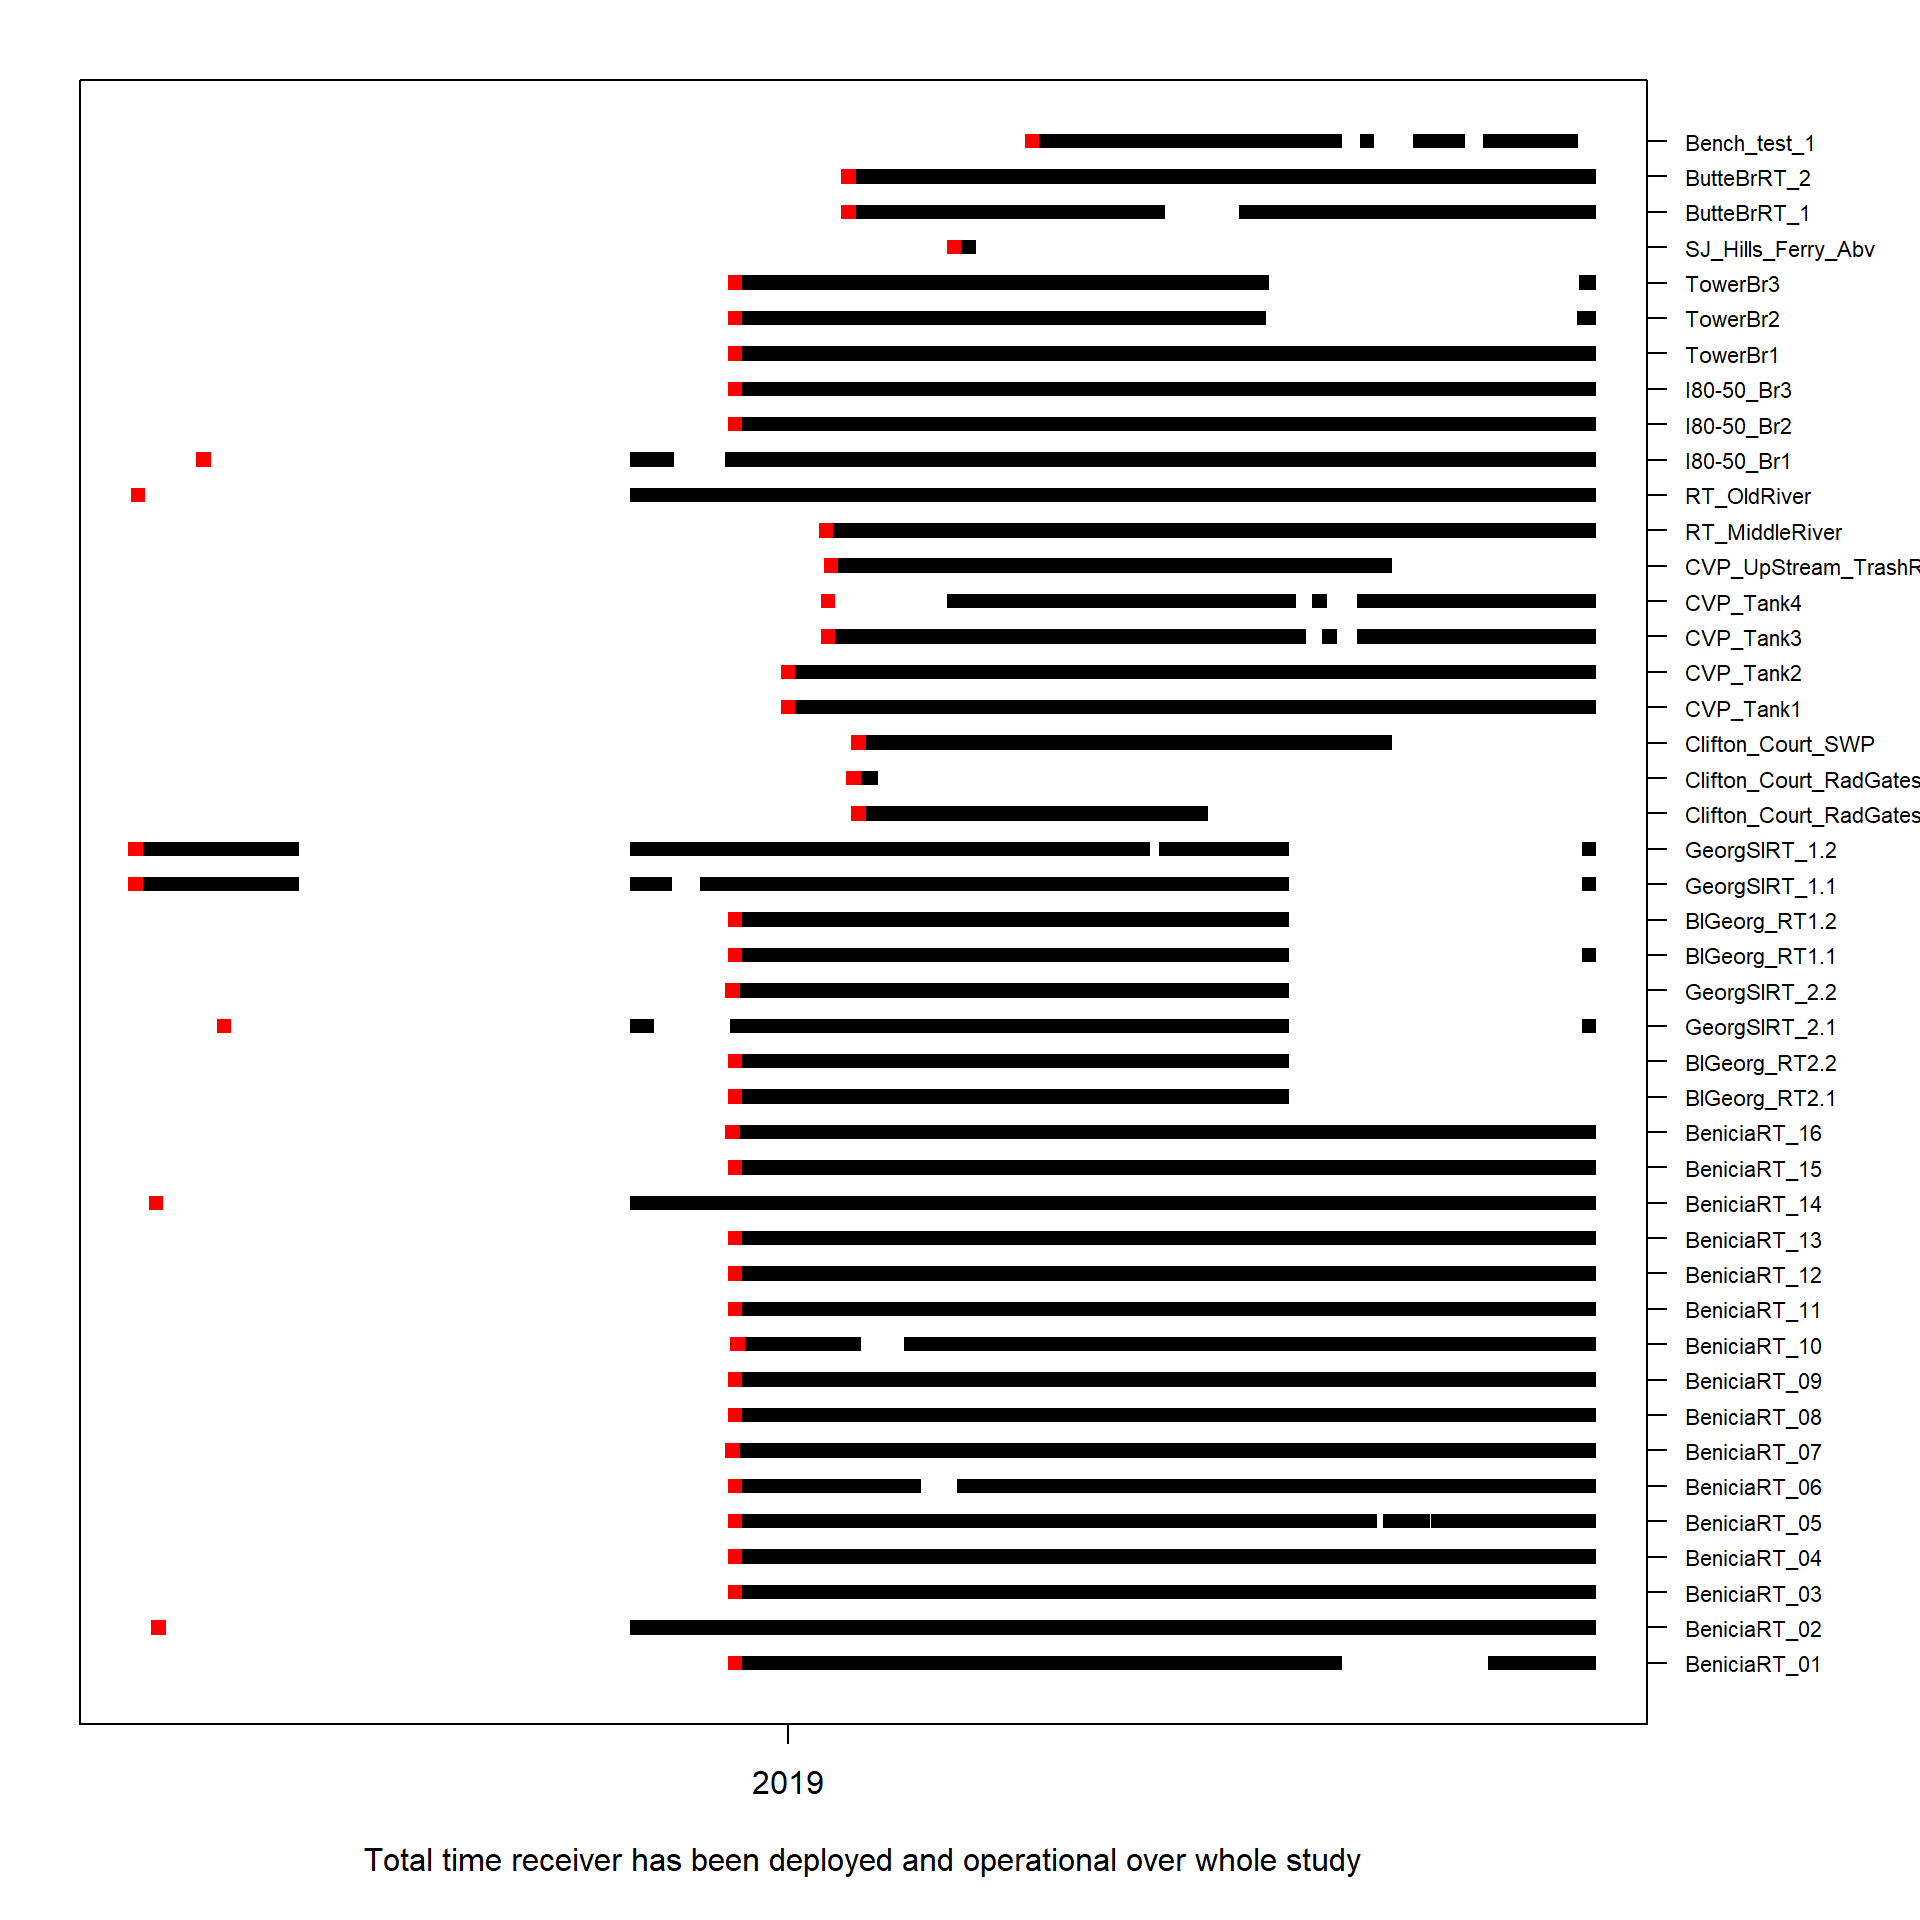 Bench_test_1
ButteBrRT_2
ButteBrRT_1
SJ_Hills_Ferry_Abv
TowerBr3
TowerBr2
TowerBr1
I80-50_Br3
I80-50_Br2
I80-50_Br1
RT_OldRiver
RT_MiddleRiver
CVP_UpStream_TrashR
CVP_Tank4
CVP_Tank3
CVP_Tank2
CVP_Tank1
Clifton_Court_SWP
Clifton_Court_RadGates
Clifton_Court_RadGates
GeorgSlRT_1.2
GeorgSlRT_1.1
BlGeorg_RT1.2
BlGeorg_RT1.1
GeorgSlRT_2.2
GeorgSlRT_2.1
BlGeorg_RT2.2
BlGeorg_RT2.1
BeniciaRT_16
BeniciaRT_15
BeniciaRT_14
BeniciaRT_13
BeniciaRT_12
BeniciaRT_11
BeniciaRT_10
BeniciaRT_09
BeniciaRT_08
BeniciaRT_07
BeniciaRT_06
BeniciaRT_05
BeniciaRT_04
BeniciaRT_03
BeniciaRT_02
BeniciaRT_01
2019
Total time receiver has been deployed and operational over whole study